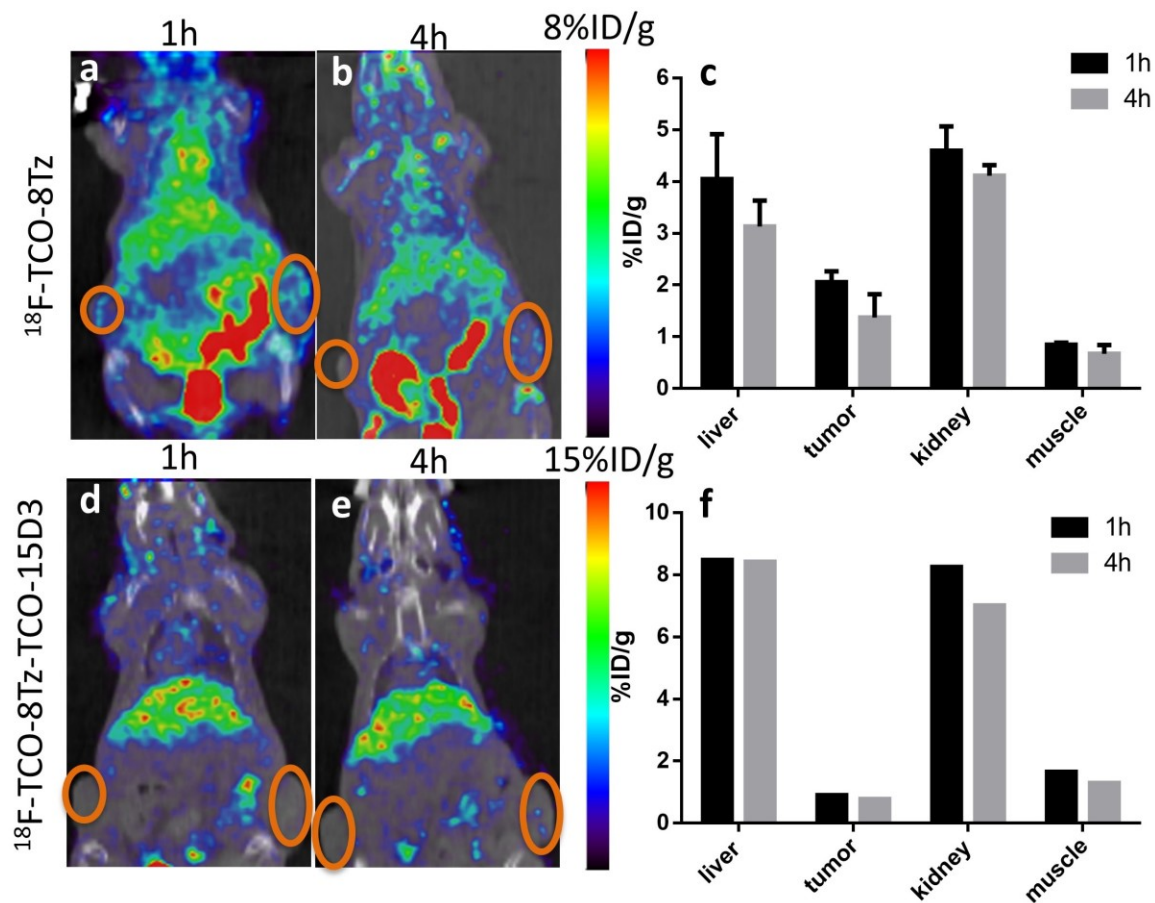 1h
4h
8%ID/g
a
b
¹⁸F-TCO-8Tz
c
1h
4h
%ID/g
6
5
4
3
2
1
0
liver
tumor
kidney
muscle
1h
4h
15%ID/g
d
e
¹⁸F-TCO-8Tz-TCO-15D3
f
1h
4h
%ID/g
10
8
6
4
2
0
liver
tumor
kidney
muscle